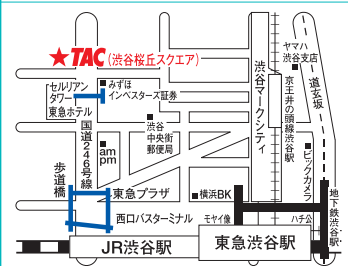 ★TAC(渋谷桜丘スクエア)
ヤマハ
渋谷支店
道玄坂
セルリアン
タワー
東急ホテル
みずほ
インベスターズ証券
渋谷マークシティ
京王井の頭線渋谷駅
国道246号線
am
pm
渋谷
中央街
郵便局
ビックカメラ
歩道橋
東急プラザ
横浜BK
地下鉄渋谷駅
西口バスターミナル
モヤイ像
ハチ公
JR渋谷駅
東急渋谷駅